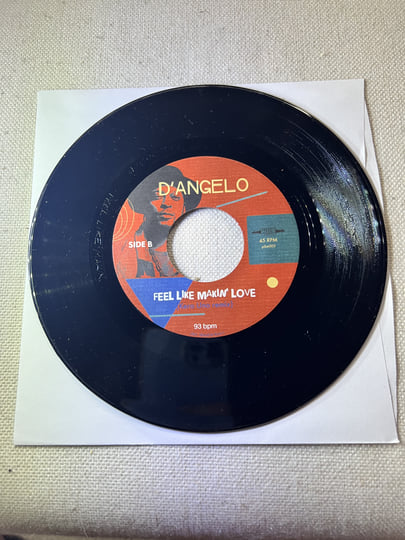 D'ANGELO
SIDE B
45 RPM
FEEL LIKE MAKIN' LOVE
93 bpm